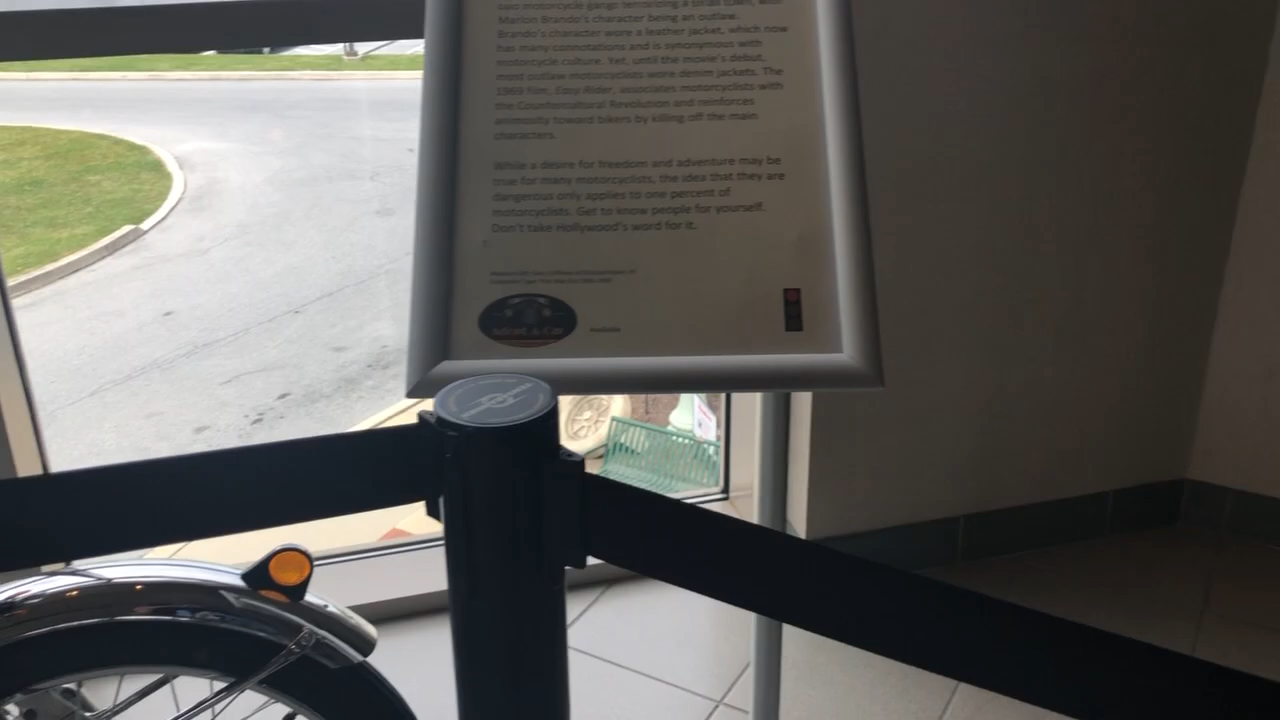 two motorcycle gangs terrorizing a small town, with
Marlon Brando's character being an outlaw.
Brando's character wore a leather jacket, which now
has many connotations and is synonymous with
motorcycle culture. Yet, until the movie's debut,
most outlaw motorcyclists wore denim jackets. The
1969 film, Easy Rider, associates motorcyclists with
the Countercultural Revolution and reinforces
animosity toward bikers by killing off the main
characters.
While a desire for freedom and adventure may be
true for many motorcyclists, the idea that they are
dangerous only applies to one percent of
motorcyclists. Get to know people for yourself.
Don't take Hollywood's word for it.
Adopt A Car
Available